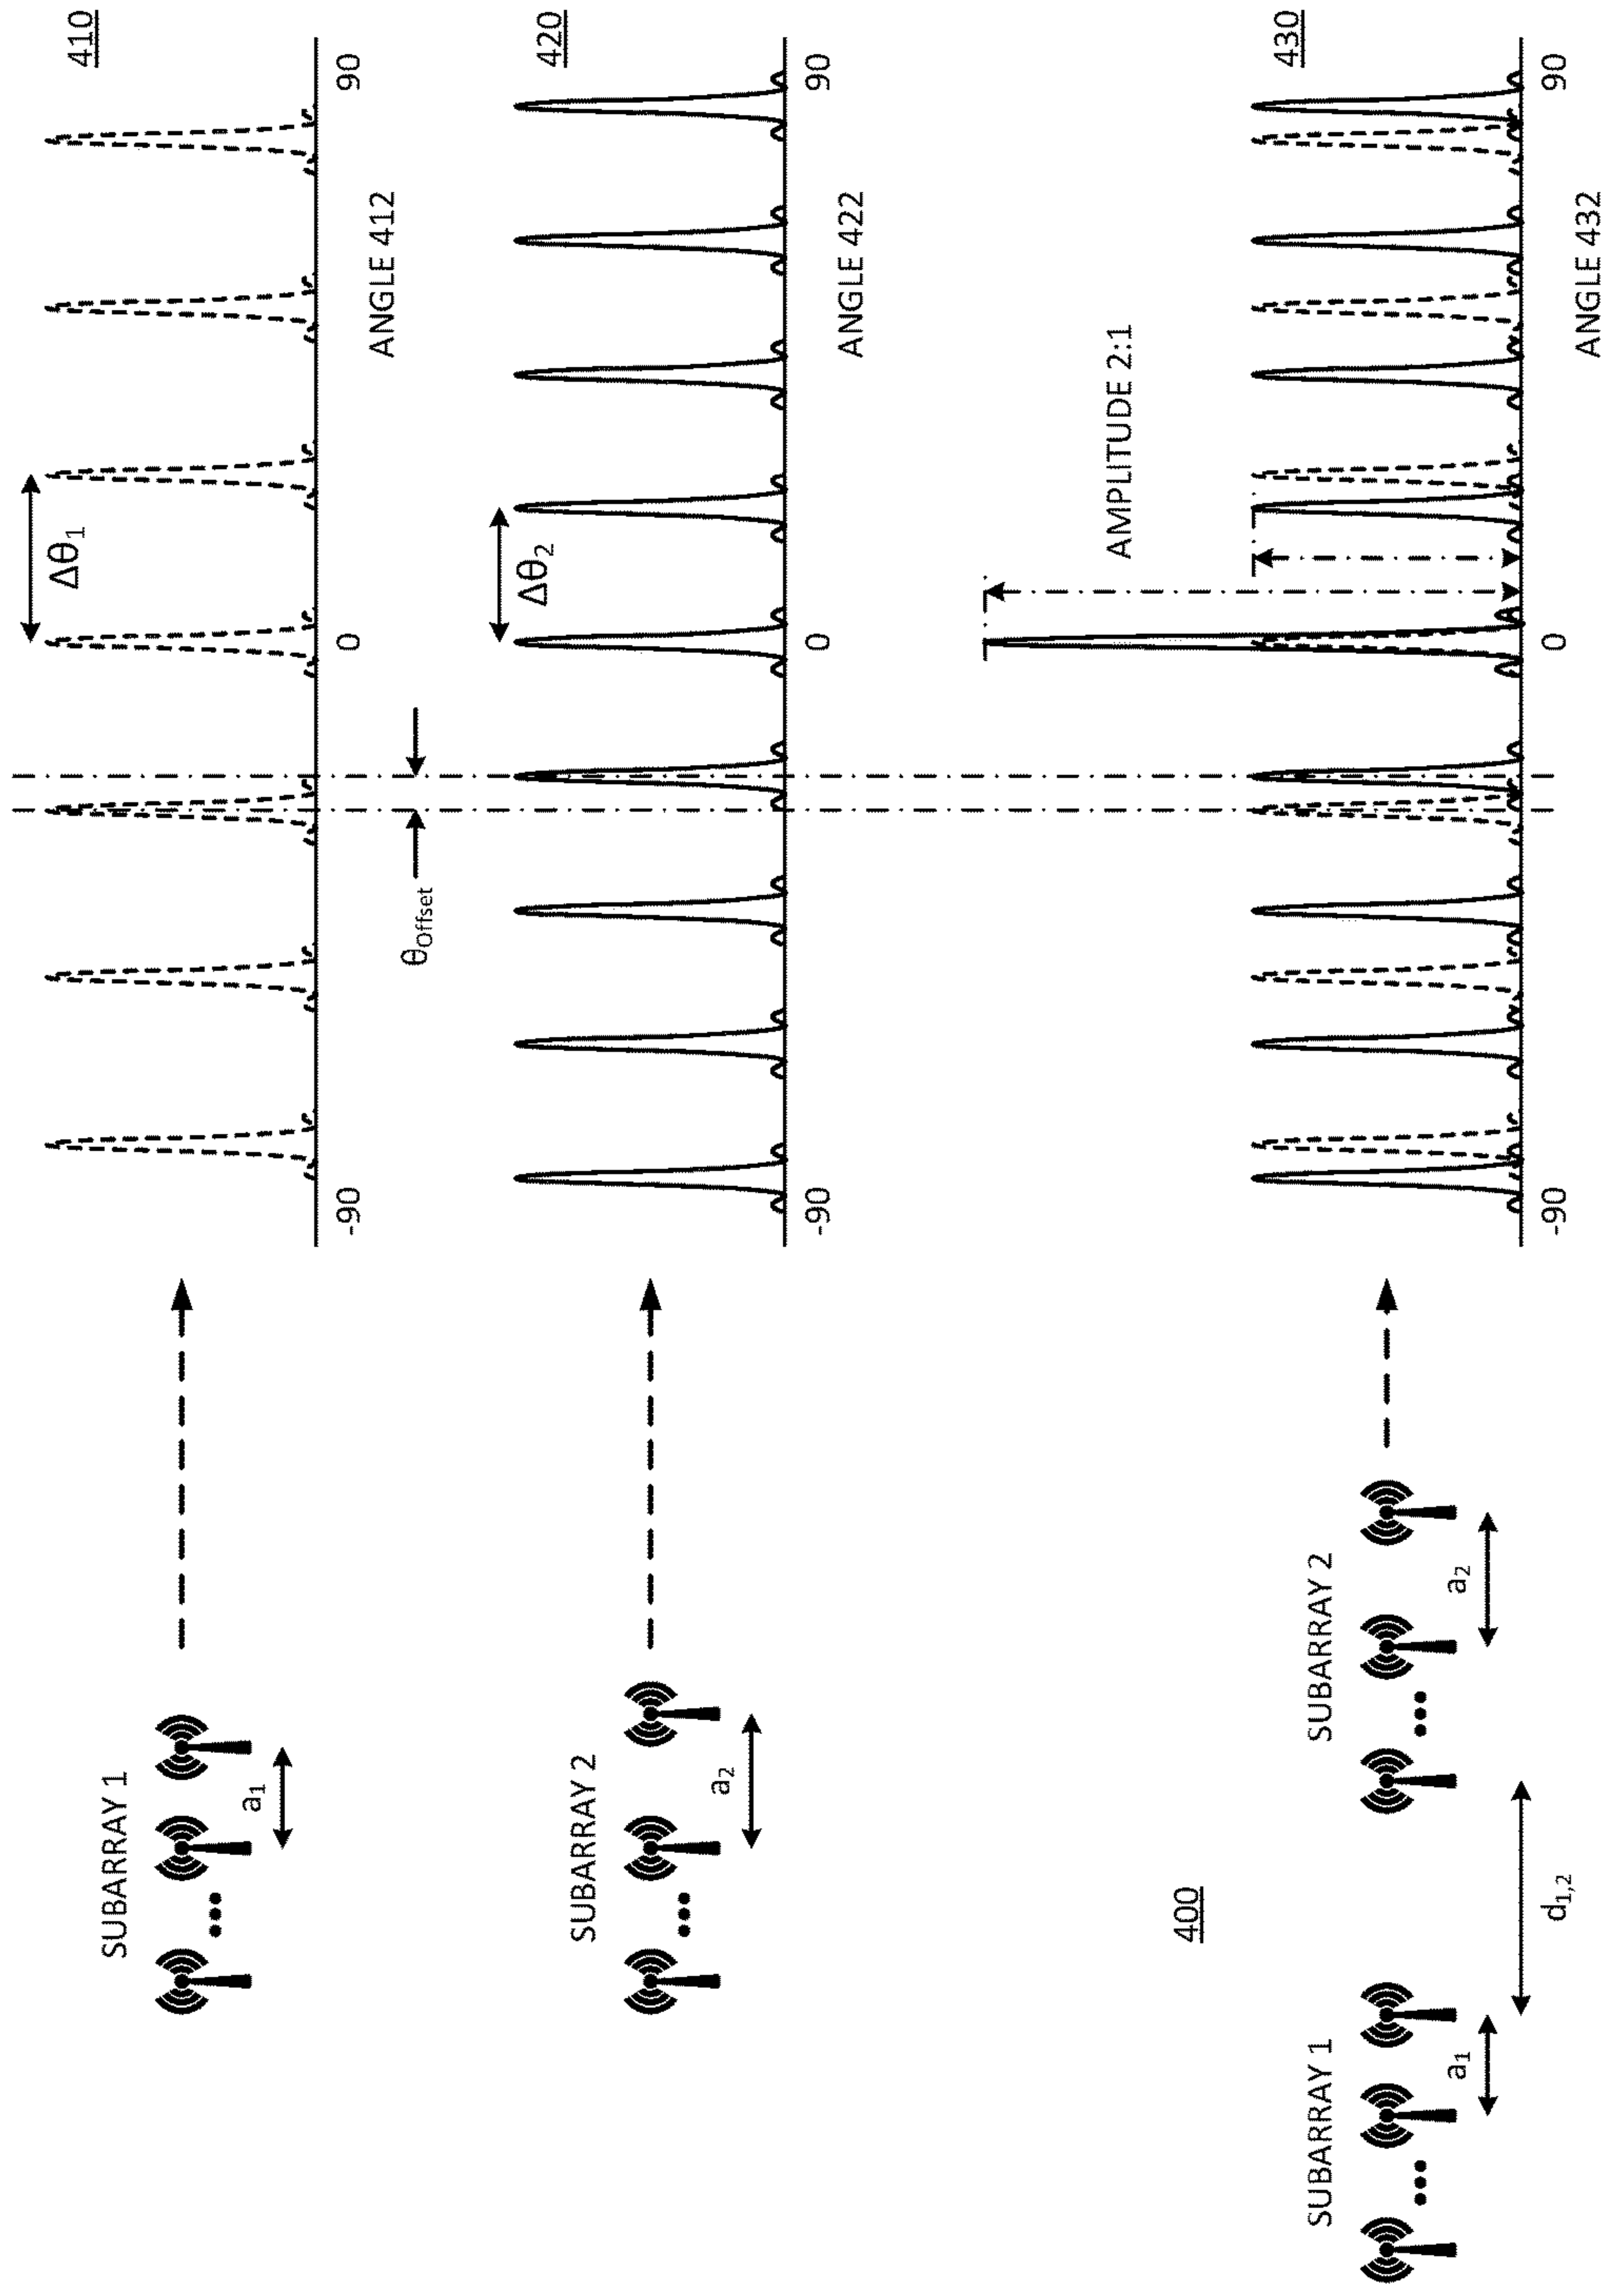 410
Δθ₁
SUBARRAY 1
a₁
-90
0
90
ANGLE 412
θOffset
420
Δθ₂
SUBARRAY 2
a₂
-90
0
90
ANGLE 422
400
430
AMPLITUDE 2:1
SUBARRAY 1
SUBARRAY 2
a₁
a₂
d₁,₂
-90
0
90
ANGLE 432